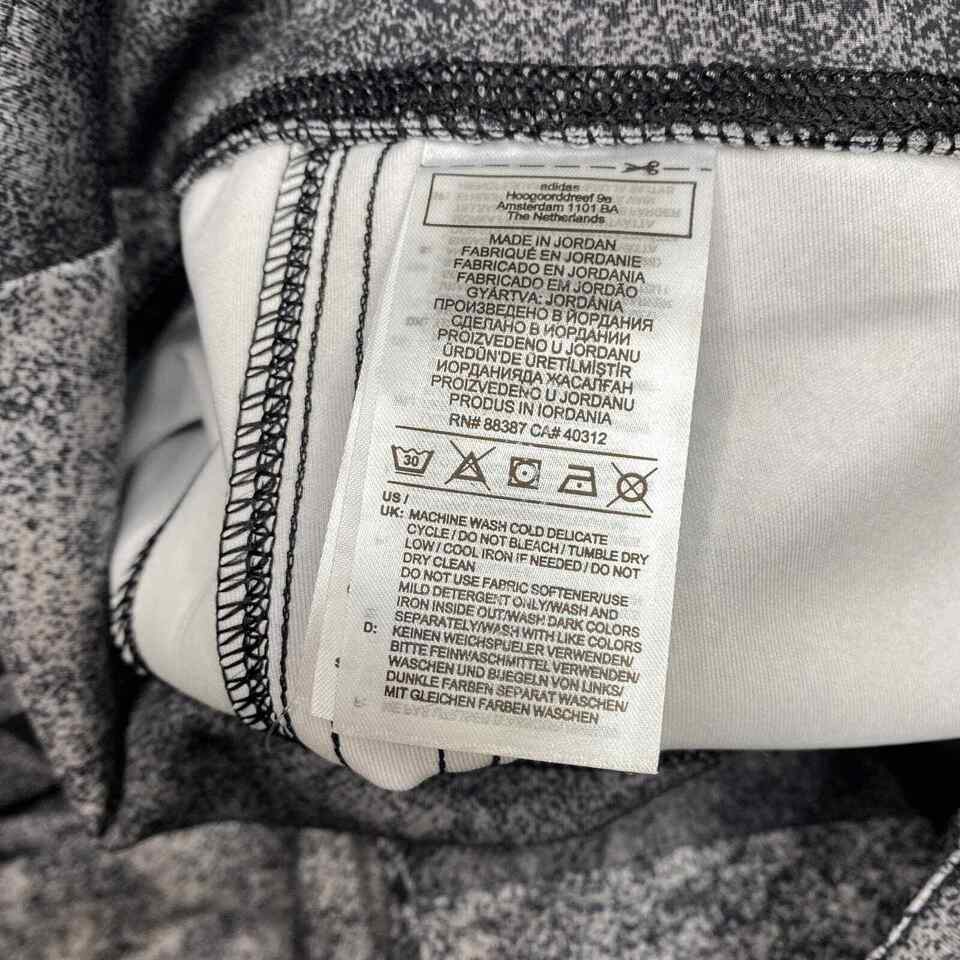 adidas
Hoogoorddreef 9a
Amsterdam 1101 BA
The Netherlands
MADE IN JORDAN
FABRIQUÉ EN JORDANIE
FABRICADO EN JORDANIA
FABRICADO EM JORDÃO
GYÁRTVA: JORDÁNIA
ПРОИЗВЕДЕНО В ЙОРДАНИЯ
СДЕЛАНО В ИОРДАНИИ
PROIZVEDENO U JORDANU
ÜRDÜN'DE ÜRETİLMİŞTİR
ИОРДАНИЯДА ЖАСАЛҒАН
PROIZVEDENO U JORDANU
PRODUS IN IORDANIA
RN# 88387 CA# 40312
30
US /
UK: MACHINE WASH COLD DELICATE
CYCLE / DO NOT BLEACH / TUMBLE DRY
LOW / COOL IRON IF NEEDED / DO NOT
DRY CLEAN
DO NOT USE FABRIC SOFTENER/USE
MILD DETERGENT ONLY/WASH AND
IRON INSIDE OUT/WASH DARK COLORS
SEPARATELY/WASH WITH LIKE COLORS
D: KEINEN WEICHSPUELER VERWENDEN/
BITTE FEINWASCHMITTEL VERWENDEN/
WASCHEN UND BUEGELN VON LINKS/
DUNKLE FARBEN SEPARAT WASCHEN/
MIT GLEICHEN FARBEN WASCHEN